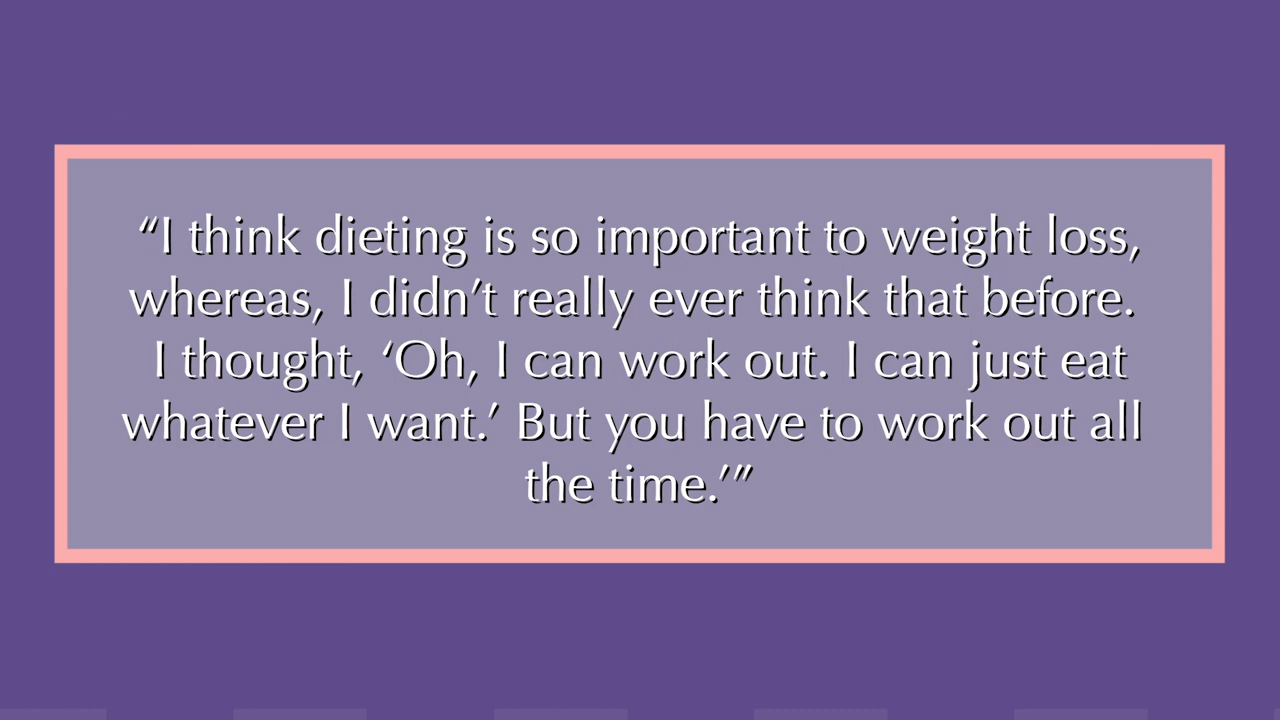 “I think dieting is so important to weight loss,
whereas, I didn’t really ever think that before.
I thought, ‘Oh, I can work out. I can just eat
whatever I want.’ But you have to work out all
the time.’”